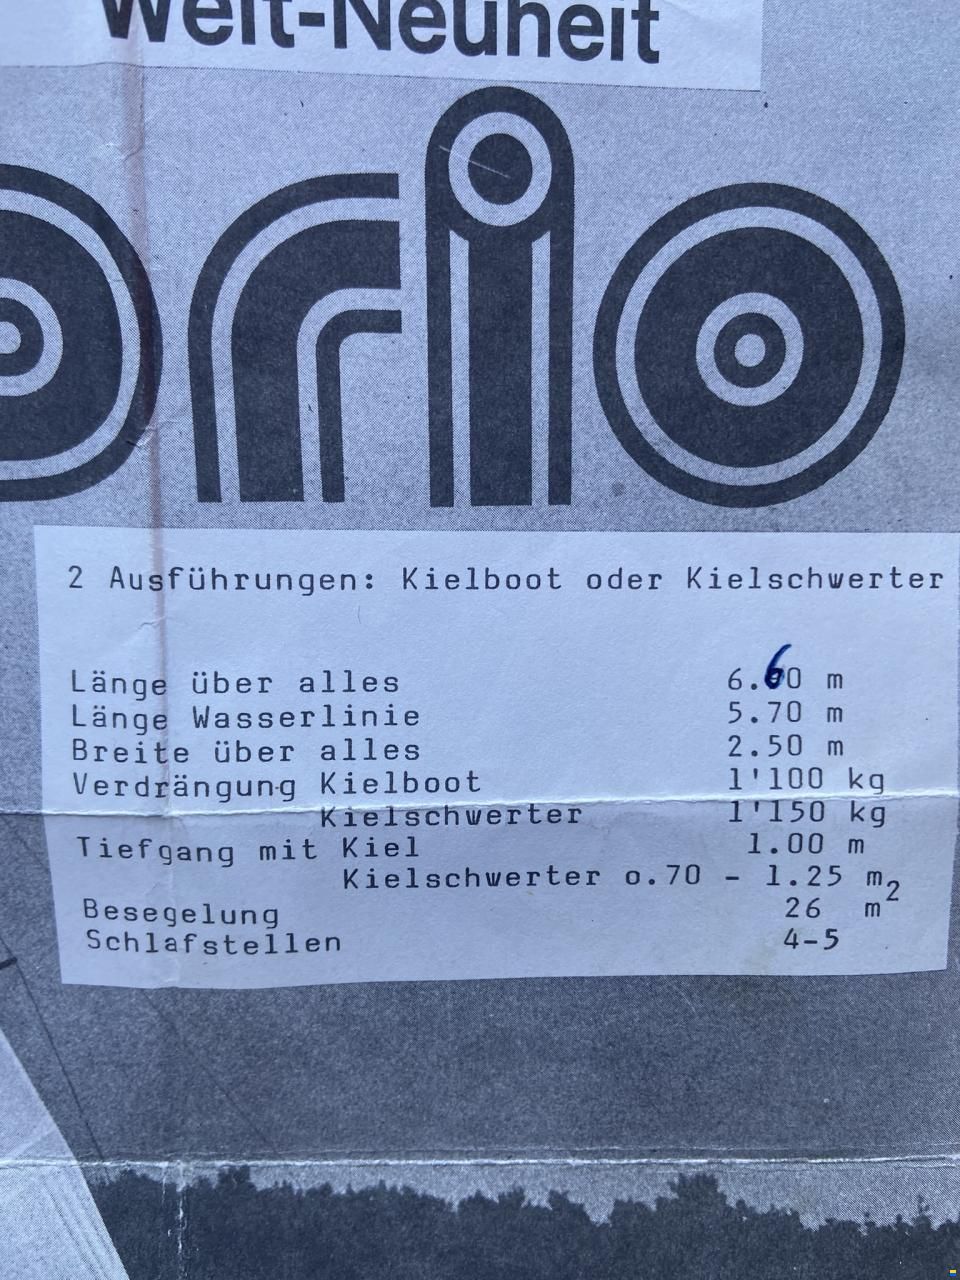 Welt-Neuheit
orio
2 Ausführungen: Kielboot oder Kielschwerter
Länge über alles 6.60 m
Länge Wasserlinie 5.70 m
Breite über alles 2.50 m
Verdrängung Kielboot 1'100 kg
Kielschwerter 1'150 kg
Tiefgang mit Kiel 1.00 m
Kielschwerter o.70 - 1.25 m
Besegelung 26 m²
Schlafstellen 4-5